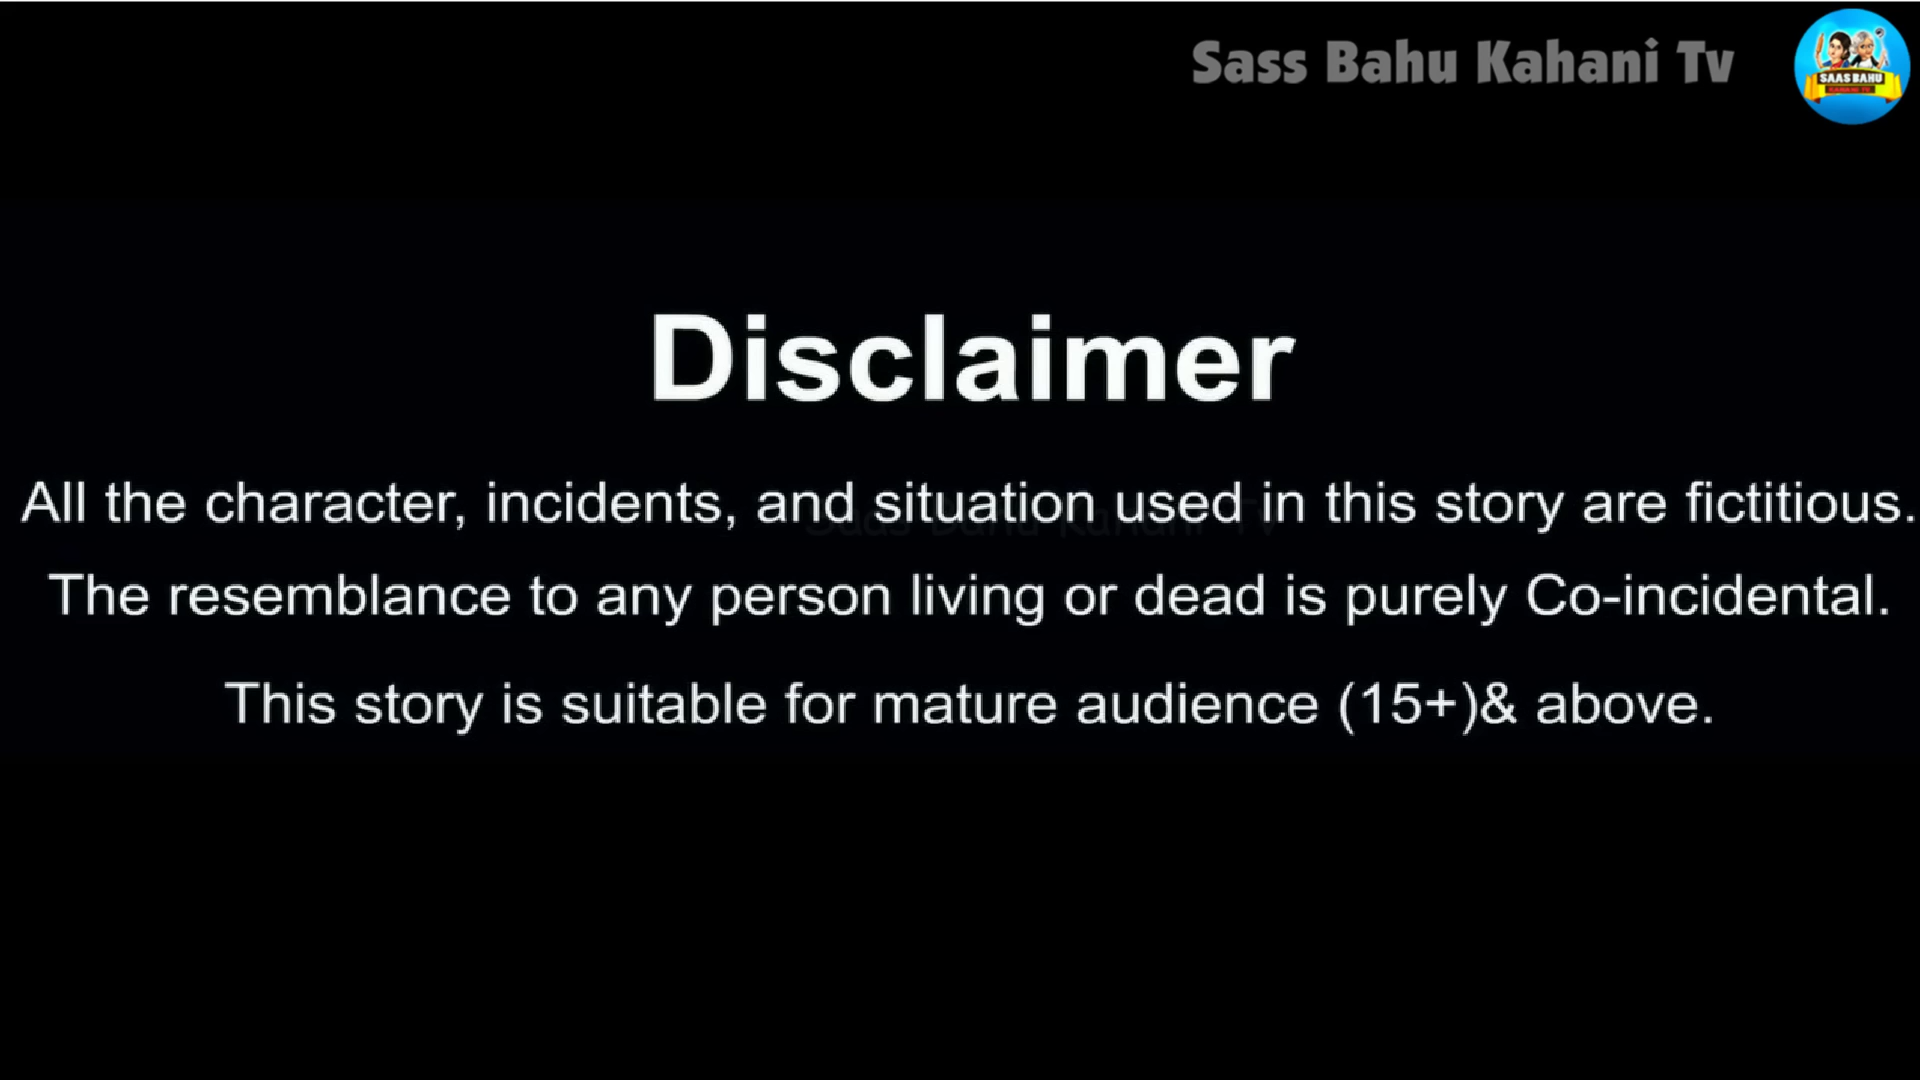 Sass Bahu Kahani Tv
SAAS BAHU
KAHANI TV
Disclaimer
All the character, incidents, and situation used in this story are fictitious.
The resemblance to any person living or dead is purely Co-incidental.
This story is suitable for mature audience (15+)& above.